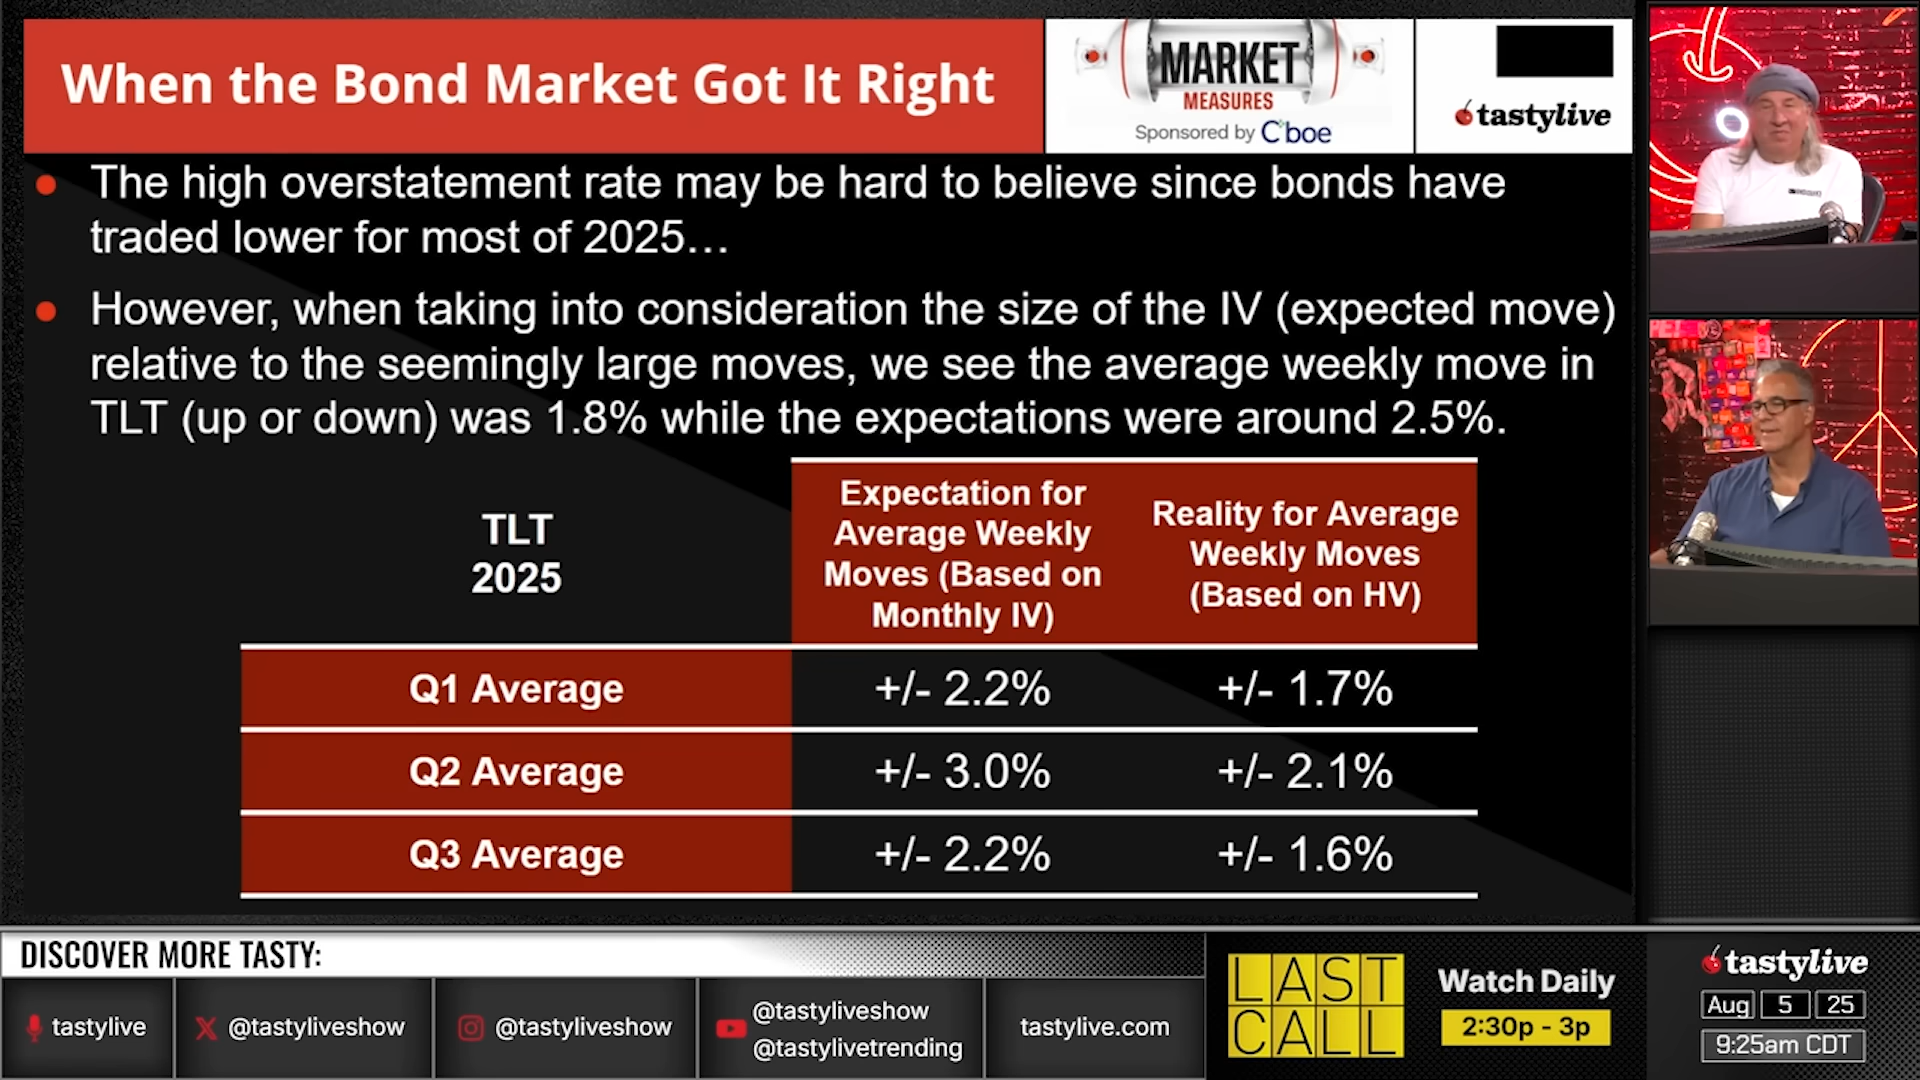 When the Bond Market Got It Right
MARKET
MEASURES
Sponsored by Cboe
tastylive
The high overstatement rate may be hard to believe since bonds have
traded lower for most of 2025…
However, when taking into consideration the size of the IV (expected move)
relative to the seemingly large moves, we see the average weekly move in
TLT (up or down) was 1.8% while the expectations were around 2.5%.
TLT
2025
Expectation for
Average Weekly
Moves (Based on
Monthly IV)
Reality for Average
Weekly Moves
(Based on HV)
Q1 Average
+/- 2.2%
+/- 1.7%
Q2 Average
+/- 3.0%
+/- 2.1%
Q3 Average
+/- 2.2%
+/- 1.6%
DISCOVER MORE TASTY:
tastylive
@tastyliveshow
@tastyliveshow
@tastyliveshow
@tastylivetrending
tastylive.com
LAST
CALL
Watch Daily
2:30p - 3p
tastylive
Aug 5 25
9:25am CDT